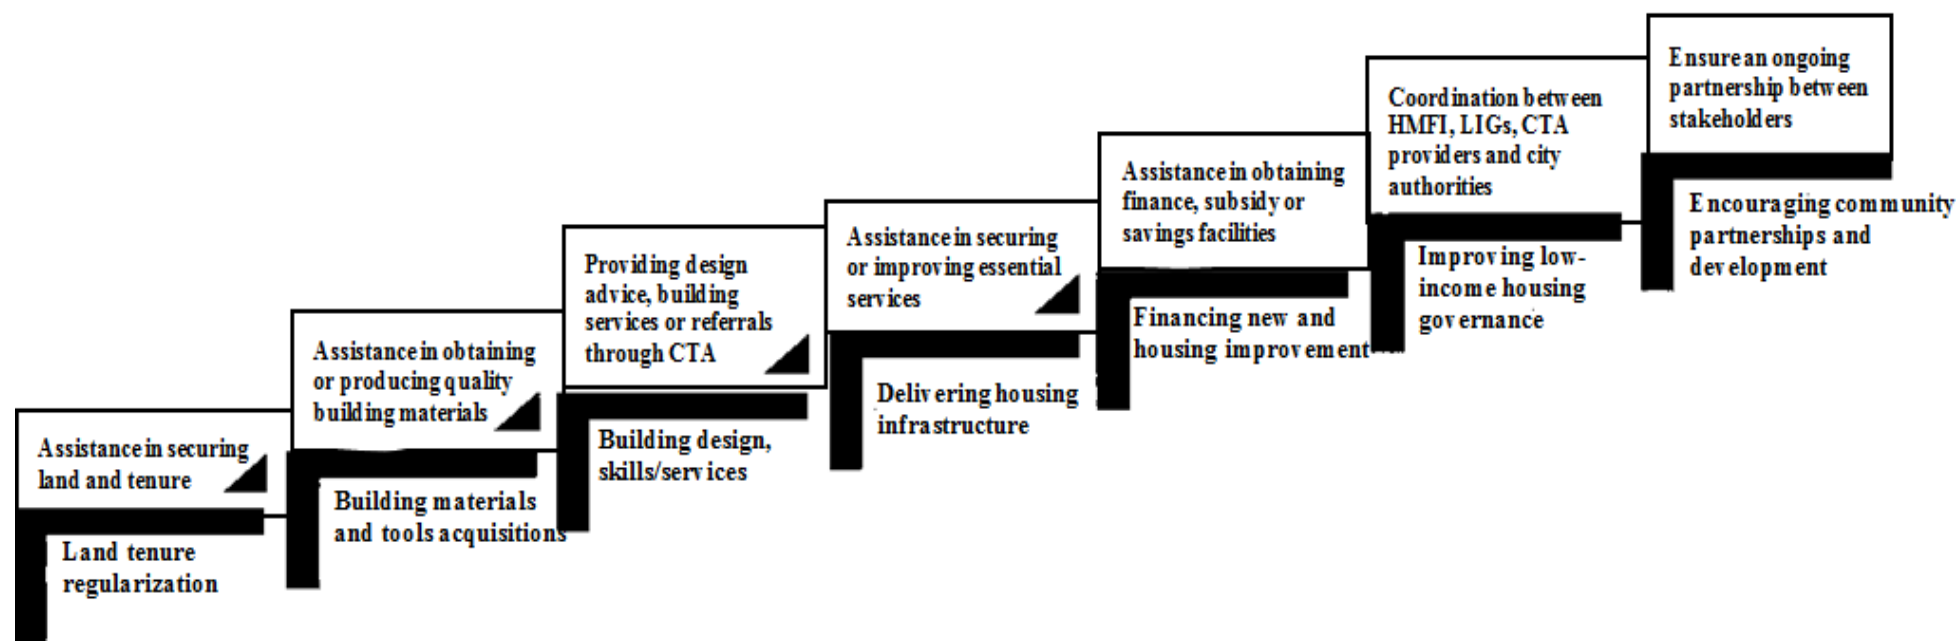 Assistance in securing
land and tenure
Land tenure
regularization
Assistance in obtaining
or producing quality
building materials
Building materials
and tools acquisitions
Providing design
advice, building
services or referrals
through CTA
Building design,
skills/services
Assistance in securing
or improving essential
services
Delivering housing
infrastructure
Assistance in obtaining
finance, subsidy or
savings facilities
Financing new and
housing improvement
Coordination between
HMFI, LIGs, CTA
providers and city
authorities
Improving low-
income housing
governance
Ensure an ongoing
partnership between
stakeholders
Encouraging community
partnerships and
development